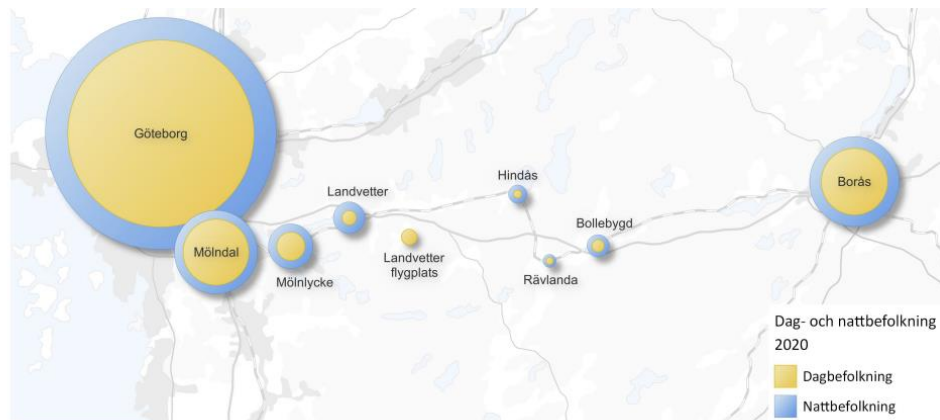 Göteborg
Hindås
Landvetter
Borås
Bollebygd
Mölndal
Landvetter
flygplats
Mölnlycke
Rävlanda
Dag- och nattbefolkning
2020
Dagbefolkning
Nattbefolkning